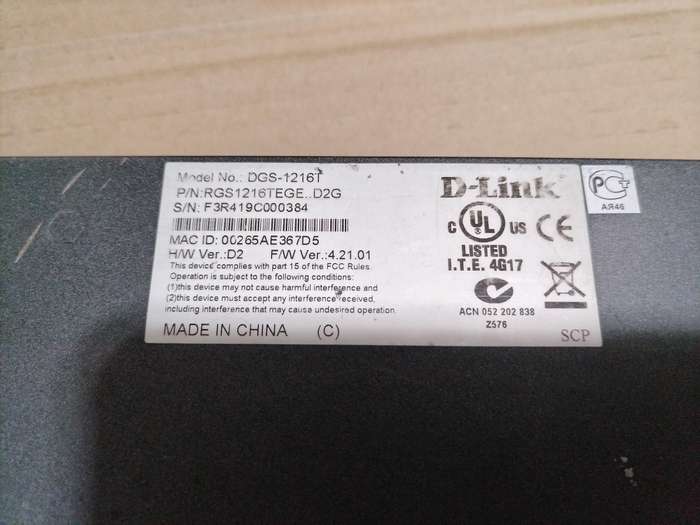 Model No.: DGS-1216T
P/N:RGS1216TEGE..D2G
S/N: F3R419C000384
MAC ID: 00265AE367D5
H/W Ver.: D2 F/W Ver.: 4.21.01
This device complies with part 15 of the FCC Rules.
Operation is subject to the following conditions:
(1)this device may not cause harmful interference and
(2)this device must accept any interference received,
including interference that may cause undesired operation.
MADE IN CHINA (C)
D-Link
C UL US CE
LISTED
I.T.E. 4G17
ACN 052 202 838
Z576
SCP
РСТ
АЯ46